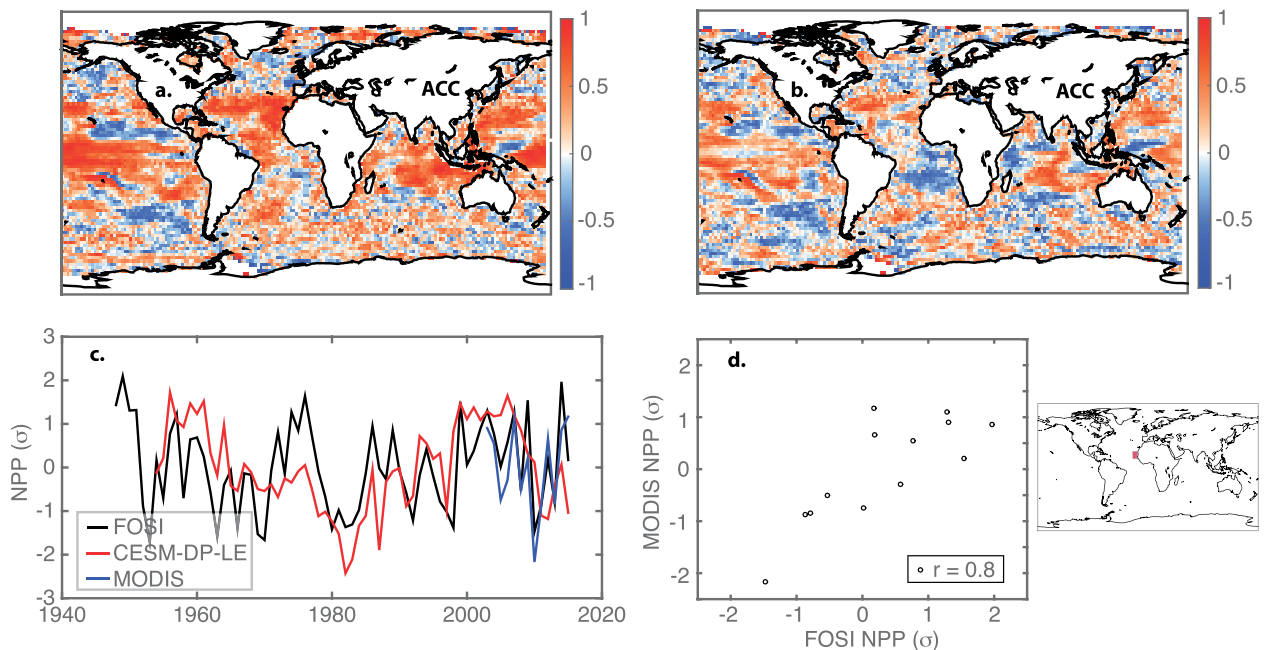 a.
ACC
1
0.5
0
-0.5
-1
b.
ACC
1
0.5
0
-0.5
-1
c.
NPP (σ)
3
2
1
0
-1
-2
-3
FOSI
CESM-DP-LE
MODIS
1940
1960
1980
2000
2020
d.
MODIS NPP (σ)
2
1
0
-1
-2
r = 0.8
-2
-1
0
1
2
FOSI NPP (σ)